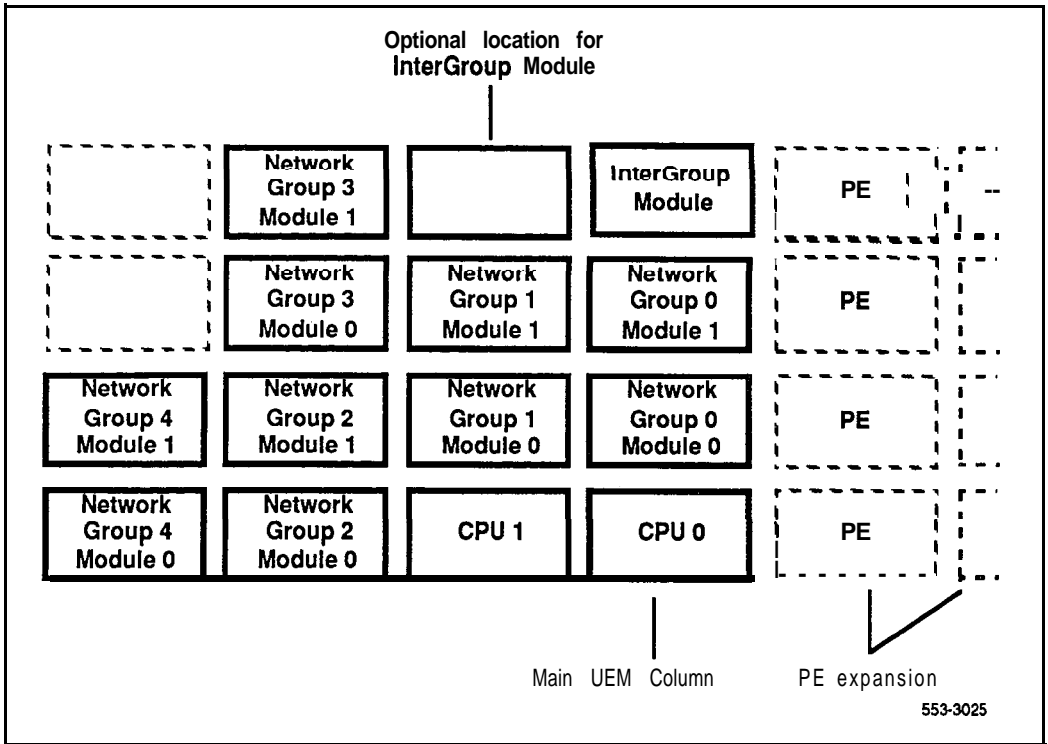 Optional location for
InterGroup Module
Network
Group 3
Module 1
InterGroup
Module
PE
Network
Group 3
Module 0
Network
Group 1
Module 1
Network
Group 0
Module 1
PE
Network
Group 4
Module 1
Network
Group 2
Module 1
Network
Group 1
Module 0
Network
Group 0
Module 0
PE
Network
Group 4
Module 0
Network
Group 2
Module 0
CPU 1
CPU 0
PE
Main UEM Column
PE expansion
553-3025